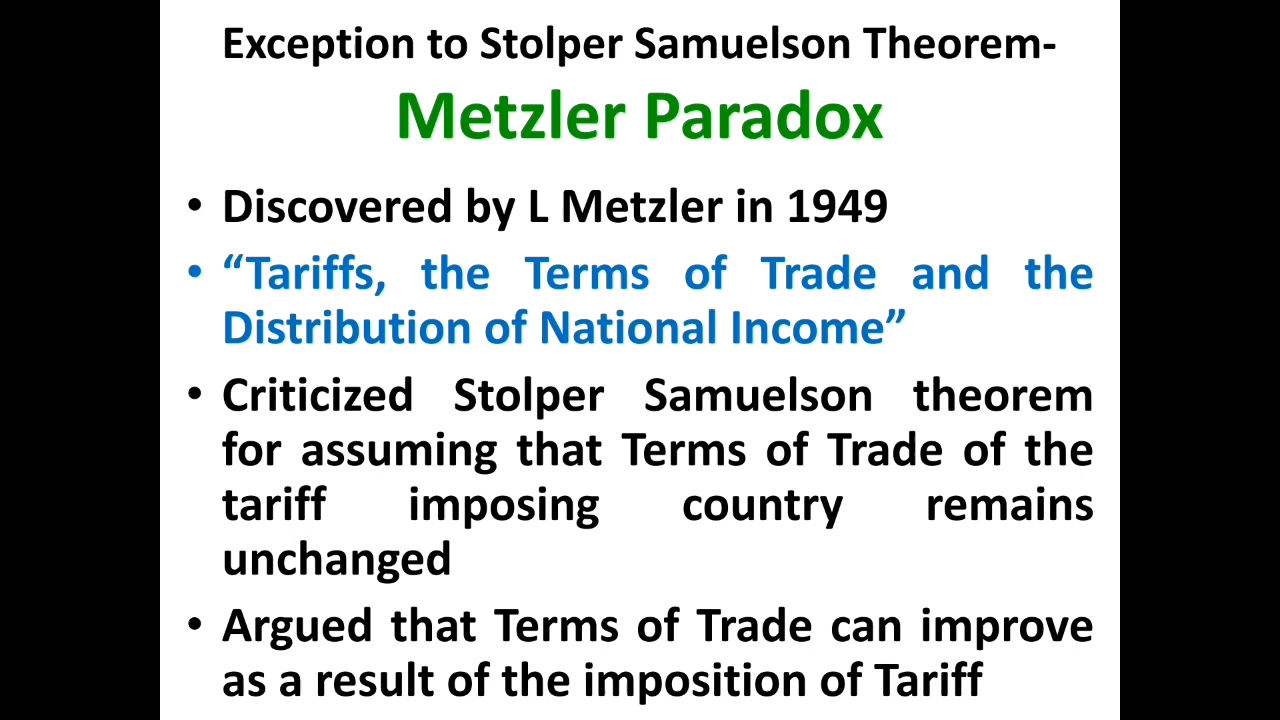 Exception to Stolper Samuelson Theorem-
Metzler Paradox
• Discovered by L Metzler in 1949
• “Tariffs, the Terms of Trade and the
Distribution of National Income”
• Criticized Stolper Samuelson theorem
for assuming that Terms of Trade of the
tariff imposing country remains
unchanged
• Argued that Terms of Trade can improve
as a result of the imposition of Tariff